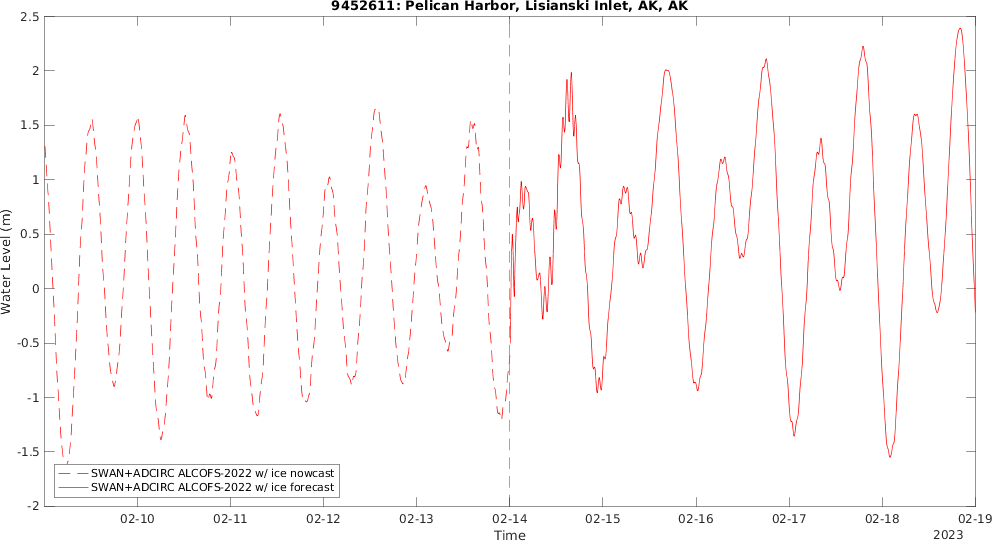 9452611: Pelican Harbor, Lisianski Inlet, AK, AK
Water Level (m)
2.5
2
1.5
1
0.5
0
-0.5
-1
-1.5
-2
SWAN+ADCIRC ALCOFS-2022 w/ ice nowcast
SWAN+ADCIRC ALCOFS-2022 w/ ice forecast
02-10 02-11 02-12 02-13 02-14 02-15 02-16 02-17 02-18 02-19
Time
2023